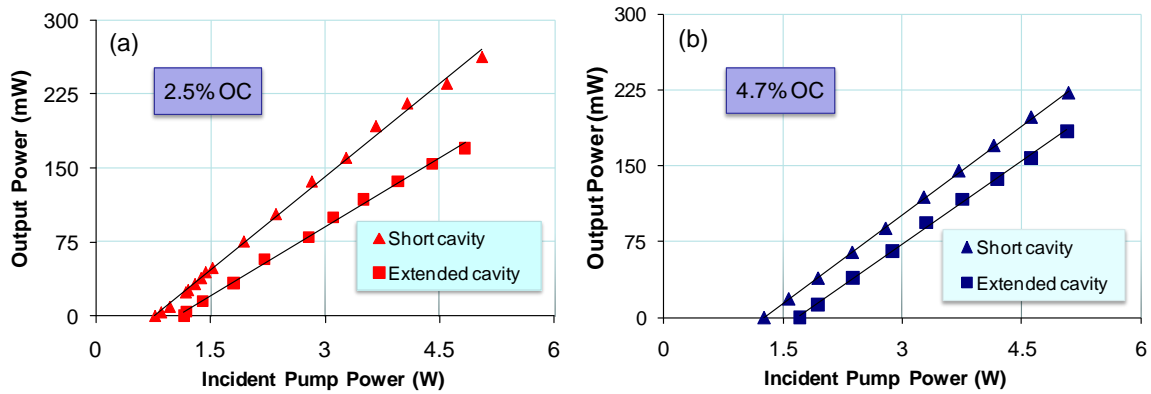 (a)
2.5% OC
Output Power (mW)
300
225
150
75
0
0 1.5 3 4.5 6
Incident Pump Power (W)
Short cavity
Extended cavity
(b)
4.7% OC
Output Power (mW)
300
225
150
75
0
0 1.5 3 4.5 6
Incident Pump Power (W)
Short cavity
Extended cavity